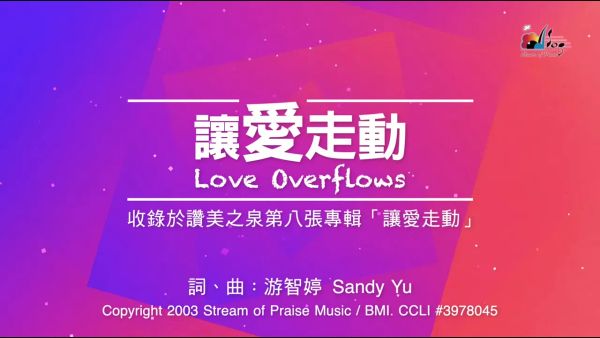 讓愛走動
Love Overflows
收錄於讚美之泉第八張專輯「讓愛走動」
詞、曲：游智婷 Sandy Yu
Copyright 2003 Stream of Praise Music / BMI. CCLI #3978045